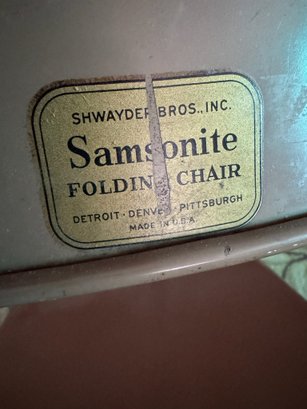 SHWAYDER BROS., INC.
Samsonite
FOLDING CHAIR
DETROIT · DENVER · PITTSBURGH
MADE IN U.S.A.